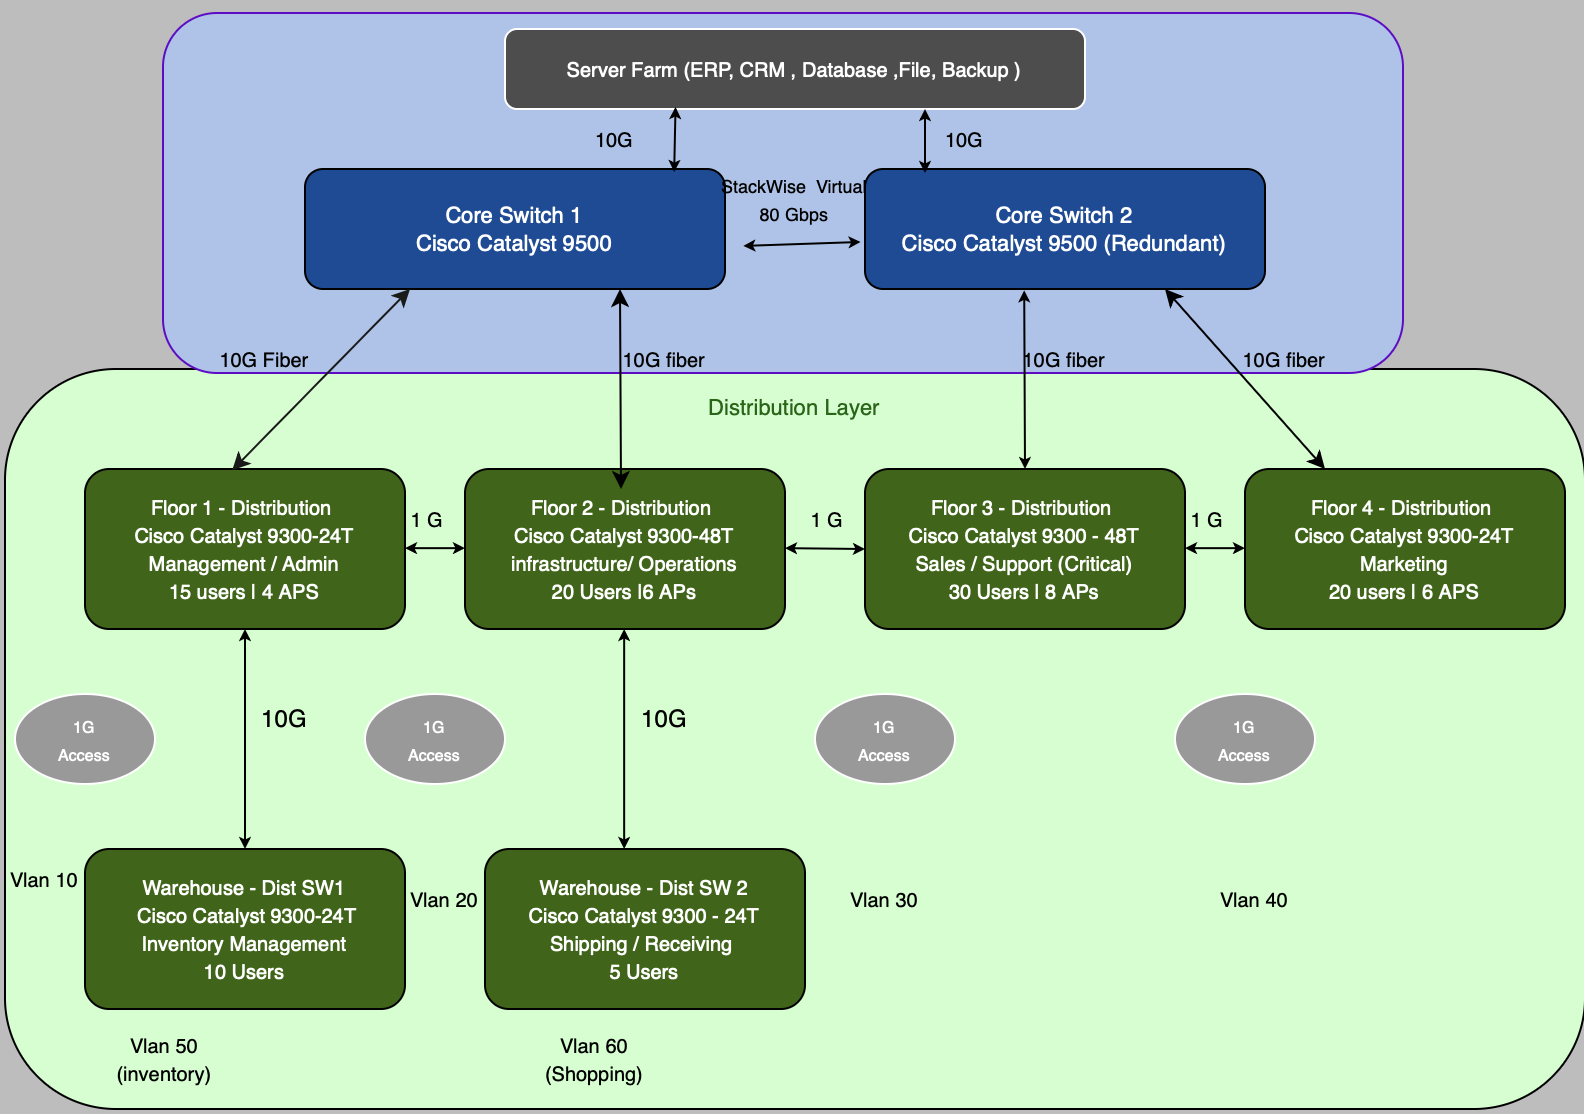 Server Farm (ERP, CRM , Database ,File, Backup )
10G
10G
StackWise Virtual
80 Gbps
Core Switch 1
Cisco Catalyst 9500
Core Switch 2
Cisco Catalyst 9500 (Redundant)
10G Fiber
10G fiber
10G fiber
10G fiber
Distribution Layer
Floor 1 - Distribution
Cisco Catalyst 9300-24T
Management / Admin
15 users | 4 APS
1 G
Floor 2 - Distribution
Cisco Catalyst 9300-48T
infrastructure/ Operations
20 Users |6 APs
1 G
Floor 3 - Distribution
Cisco Catalyst 9300 - 48T
Sales / Support (Critical)
30 Users | 8 APs
1 G
Floor 4 - Distribution
Cisco Catalyst 9300-24T
Marketing
20 users | 6 APS
1G
Access
10G
1G
Access
10G
1G
Access
1G
Access
Vlan 10
Warehouse - Dist SW1
Cisco Catalyst 9300-24T
Inventory Management
10 Users
Vlan 20
Warehouse - Dist SW 2
Cisco Catalyst 9300 - 24T
Shipping / Receiving
5 Users
Vlan 30
Vlan 40
Vlan 50
(inventory)
Vlan 60
(Shopping)